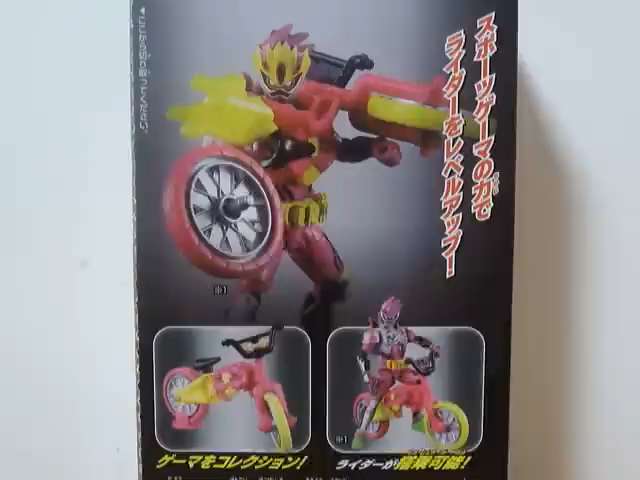 スポーツゲーマの力で
ライダーをレベルアップ!
※1
ゲーマをコレクション!
※1
ライダーが搭乗可能!